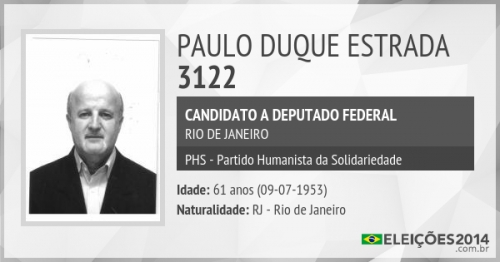 PAULO DUQUE ESTRADA
3122
CANDIDATO A DEPUTADO FEDERAL
RIO DE JANEIRO
PHS - Partido Humanista da Solidariedade
Idade: 61 anos (09-07-1953)
Naturalidade: RJ - Rio de Janeiro
ELEIÇÕES2014
.com.br